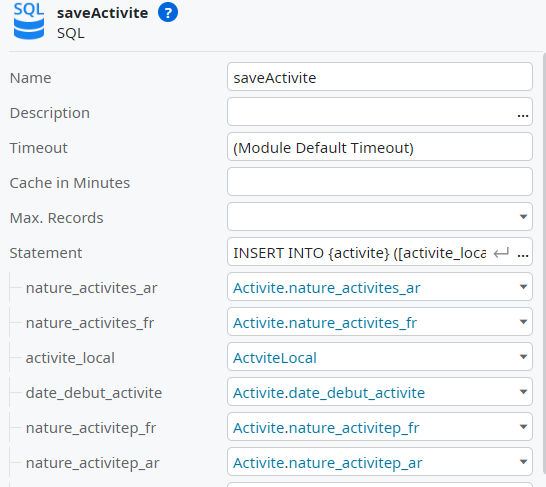 SQL
saveActivite ?
SQL
Name saveActivite
Description ...
Timeout (Module Default Timeout)
Cache in Minutes
Max. Records
Statement INSERT INTO {activite} ([activite_loca ...
nature_activites_ar Activite.nature_activites_ar
nature_activites_fr Activite.nature_activites_fr
activite_local ActviteLocal
date_debut_activite Activite.date_debut_activite
nature_activitep_fr Activite.nature_activitep_fr
nature_activitep_ar Activite.nature_activitep_ar